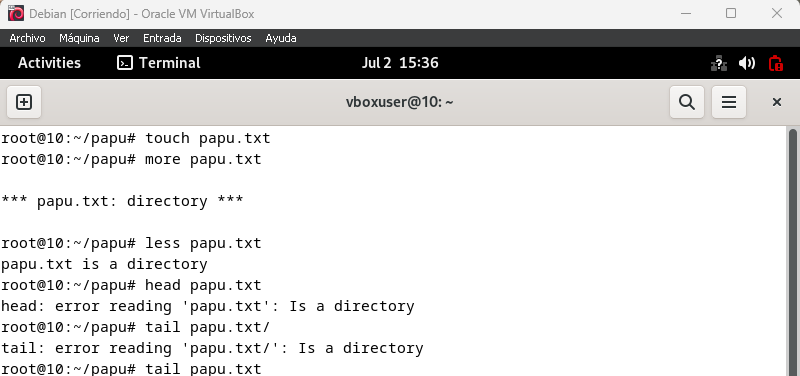 Debian [Corriendo] - Oracle VM VirtualBox
Archivo Máquina Ver Entrada Dispositivos Ayuda
Activities Terminal Jul 2 15:36
vboxuser@10: ~
root@10:~/papu# touch papu.txt
root@10:~/papu# more papu.txt
*** papu.txt: directory ***
root@10:~/papu# less papu.txt
papu.txt is a directory
root@10:~/papu# head papu.txt
head: error reading 'papu.txt': Is a directory
root@10:~/papu# tail papu.txt/
tail: error reading 'papu.txt/': Is a directory
root@10:~/papu# tail papu.txt